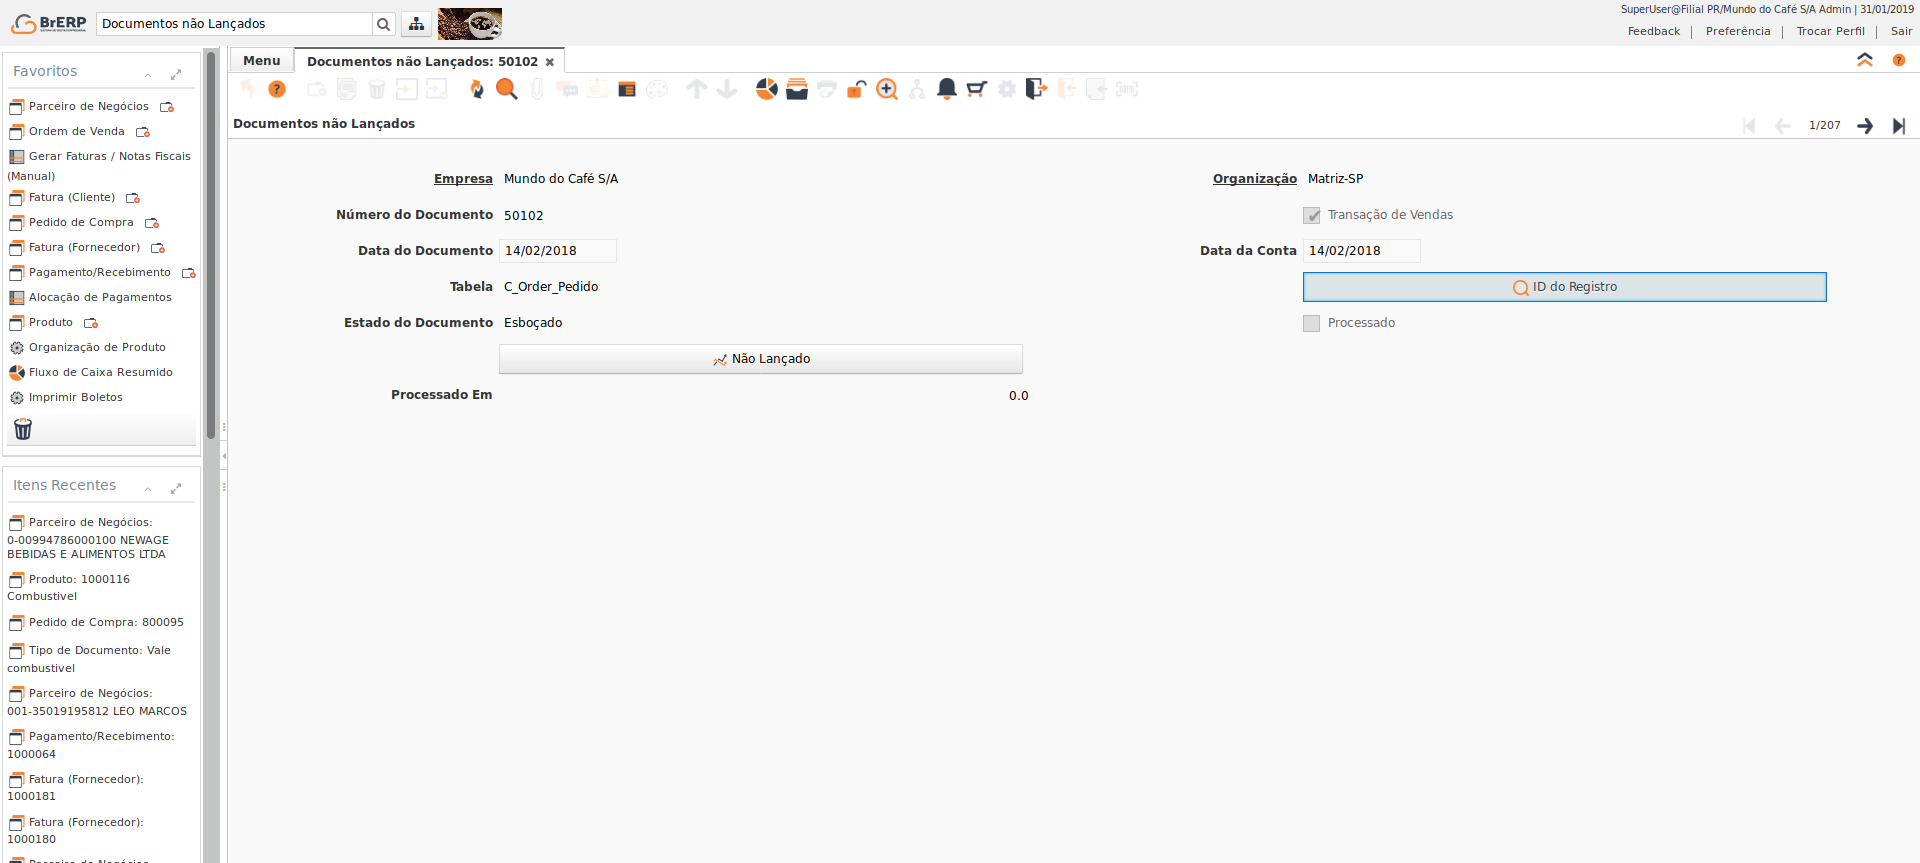 BrERP
Documentos não Lançados
SuperUser@Filial PR/Mundo do Café S/A Admin | 31/01/2019
Feedback | Preferência | Trocar Perfil | Sair
Favoritos
Parceiro de Negócios
Ordem de Venda
Gerar Faturas / Notas Fiscais
(Manual)
Fatura (Cliente)
Pedido de Compra
Fatura (Fornecedor)
Pagamento/Recebimento
Alocação de Pagamentos
Produto
Organização de Produto
Fluxo de Caixa Resumido
Imprimir Boletos
Itens Recentes
Parceiro de Negócios:
0-00994786000100 NEWAGE
BEBIDAS E ALIMENTOS LTDA
Produto: 1000116
Combustivel
Pedido de Compra: 800095
Tipo de Documento: Vale
combustivel
Parceiro de Negócios:
001-35019195812 LEO MARCOS
Pagamento/Recebimento:
1000064
Fatura (Fornecedor):
1000181
Fatura (Fornecedor):
1000180
Parceiro de Negócios
Menu
Documentos não Lançados: 50102
Documentos não Lançados
1/207
Empresa Mundo do Café S/A
Organização Matriz-SP
Número do Documento 50102
Transação de Vendas
Data do Documento 14/02/2018
Data da Conta 14/02/2018
Tabela C_Order_Pedido
ID do Registro
Estado do Documento Esboçado
Processado
Não Lançado
Processado Em 0.0